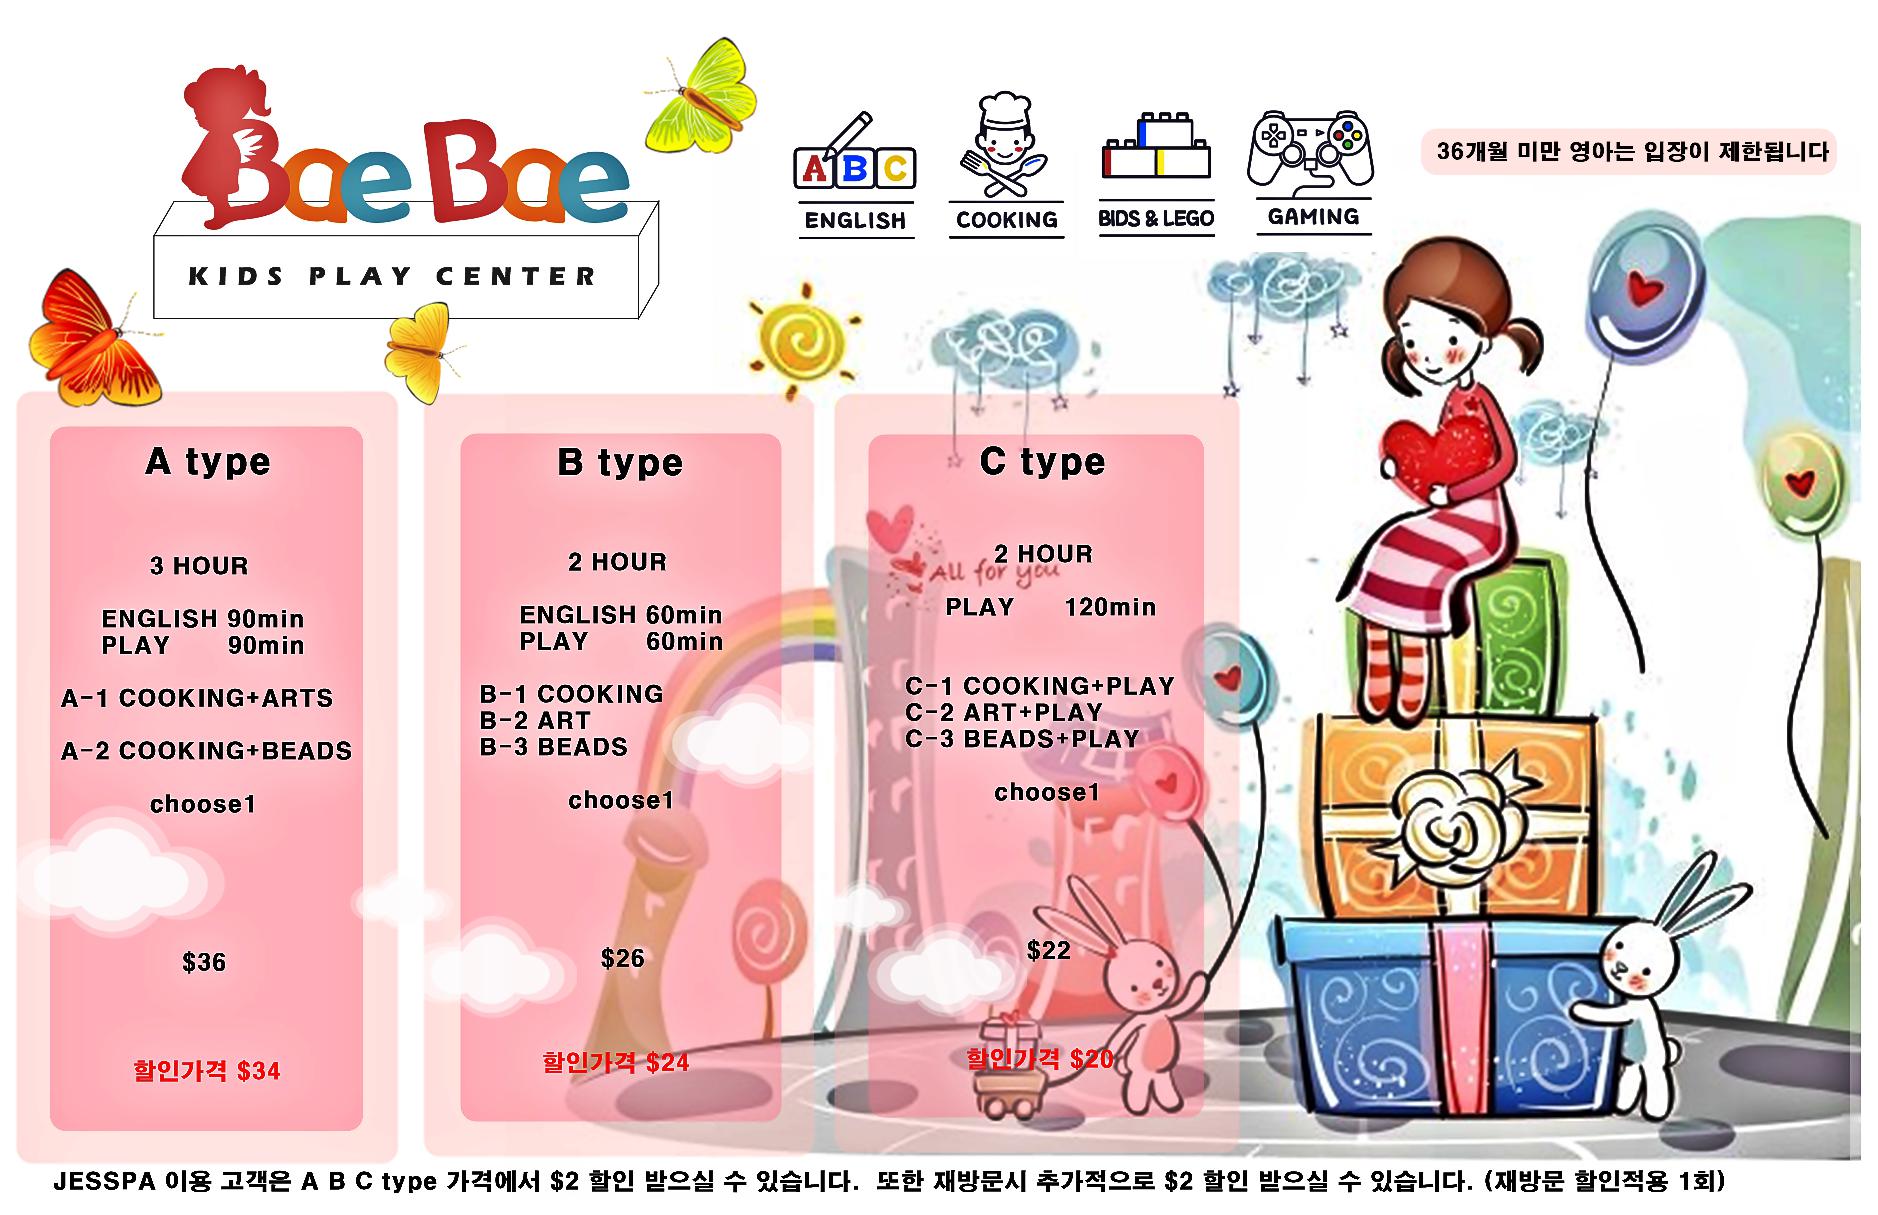 Bae Bae
KIDS PLAY CENTER
ABC
ENGLISH
COOKING
BIDS & LEGO
GAMING
36개월 미만 영아는 입장이 제한됩니다
A type
3 HOUR
ENGLISH 90min
PLAY 90min
A-1 COOKING+ARTS
A-2 COOKING+BEADS
choose1
$36
할인가격 $34
B type
2 HOUR
ENGLISH 60min
PLAY 60min
B-1 COOKING
B-2 ART
B-3 BEADS
choose1
$26
할인가격 $24
C type
2 HOUR
All for you
PLAY 120min
C-1 COOKING+PLAY
C-2 ART+PLAY
C-3 BEADS+PLAY
choose1
$22
할인가격 $20
JESSPA 이용 고객은 A B C type 가격에서 $2 할인 받으실 수 있습니다. 또한 재방문시 추가적으로 $2 할인 받으실 수 있습니다. (재방문 할인적용 1회)